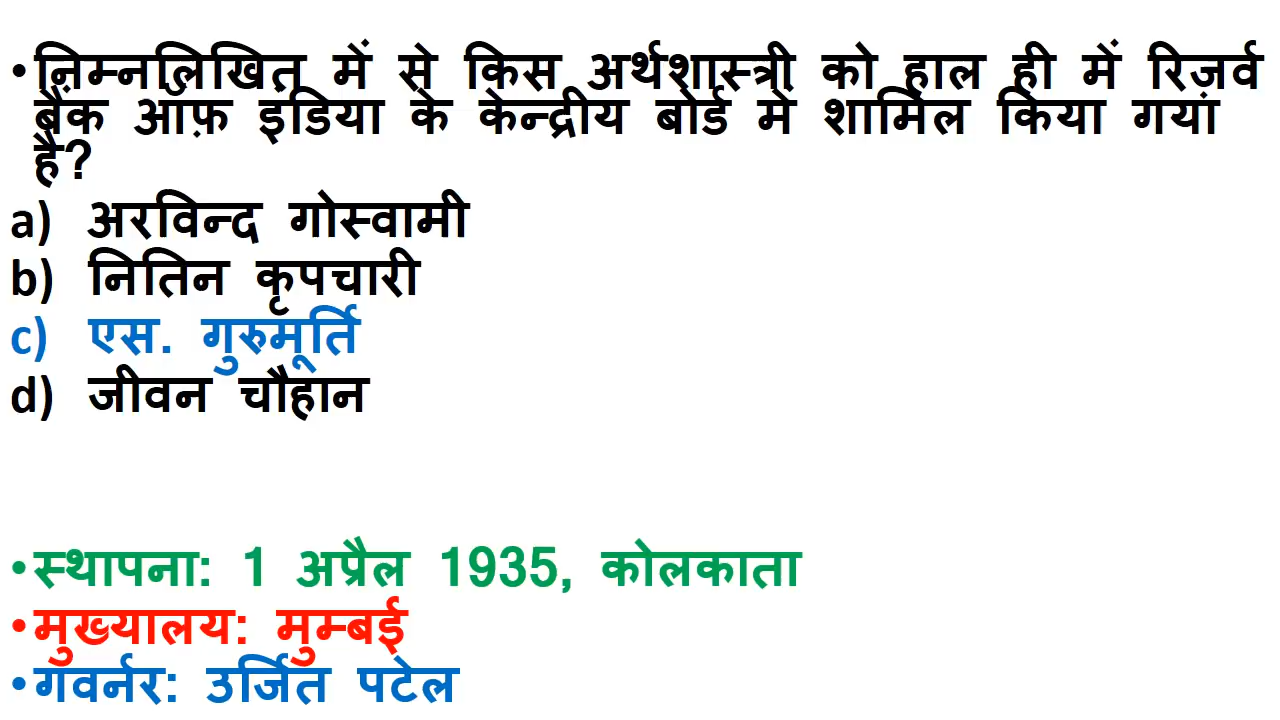 •निम्नलिखित में से किस अर्थशास्त्री को हाल ही में रिज़र्व
बैंक ऑफ़ इंडिया के केन्द्रीय बोर्ड में शामिल किया गया
है?
a) अरविन्द गोस्वामी
b) नितिन कृपचारी
c) एस. गुरुमूर्ति
d) जीवन चौहान
•स्थापना: 1 अप्रैल 1935, कोलकाता
•मुख्यालय: मुम्बई
•गवर्नर: उर्जित पटेल